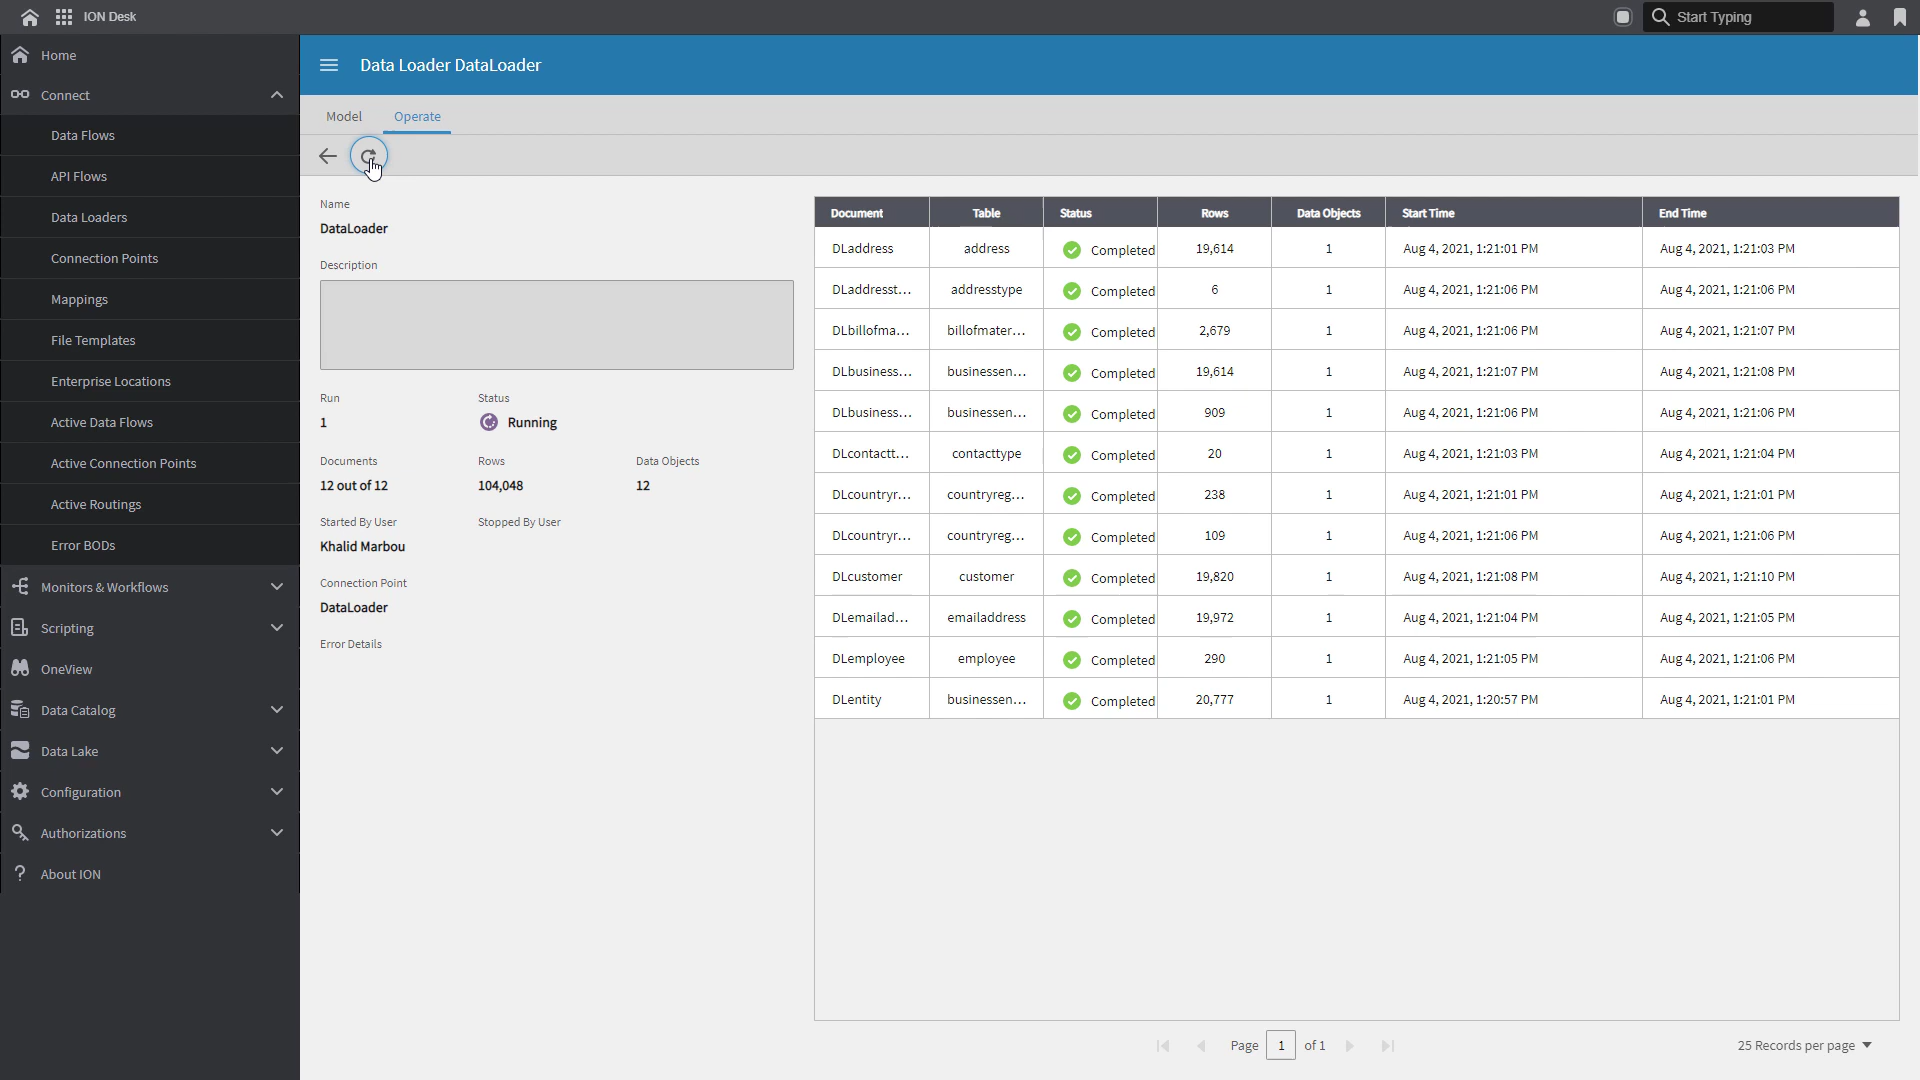 ION Desk
Start Typing
Home
Connect
Data Flows
API Flows
Data Loaders
Connection Points
Mappings
File Templates
Enterprise Locations
Active Data Flows
Active Connection Points
Active Routings
Error BODs
Monitors & Workflows
Scripting
OneView
Data Catalog
Data Lake
Configuration
Authorizations
? About ION
Data Loader DataLoader
Model Operate
Name
DataLoader
Description
Run Status
1 Running
Documents Rows Data Objects
12 out of 12 104,048 12
Started By User Stopped By User
Khalid Marbou
Connection Point
DataLoader
Error Details
Document Table Status Rows Data Objects Start Time End Time
DLaddress address Completed 19,614 1 Aug 4, 2021, 1:21:01 PM Aug 4, 2021, 1:21:03 PM
DLaddresst... addresstype Completed 6 1 Aug 4, 2021, 1:21:06 PM Aug 4, 2021, 1:21:06 PM
DLbillofma... billofmater... Completed 2,679 1 Aug 4, 2021, 1:21:06 PM Aug 4, 2021, 1:21:07 PM
DLbusiness... businessen... Completed 19,614 1 Aug 4, 2021, 1:21:07 PM Aug 4, 2021, 1:21:08 PM
DLbusiness... businessen... Completed 909 1 Aug 4, 2021, 1:21:06 PM Aug 4, 2021, 1:21:06 PM
DLcontactt... contacttype Completed 20 1 Aug 4, 2021, 1:21:03 PM Aug 4, 2021, 1:21:04 PM
DLcountryr... countryreg... Completed 238 1 Aug 4, 2021, 1:21:01 PM Aug 4, 2021, 1:21:01 PM
DLcountryr... countryreg... Completed 109 1 Aug 4, 2021, 1:21:06 PM Aug 4, 2021, 1:21:06 PM
DLcustomer customer Completed 19,820 1 Aug 4, 2021, 1:21:08 PM Aug 4, 2021, 1:21:10 PM
DLemailad... emailaddress Completed 19,972 1 Aug 4, 2021, 1:21:04 PM Aug 4, 2021, 1:21:05 PM
DLemployee employee Completed 290 1 Aug 4, 2021, 1:21:05 PM Aug 4, 2021, 1:21:06 PM
DLentity businessen... Completed 20,777 1 Aug 4, 2021, 1:20:57 PM Aug 4, 2021, 1:21:01 PM
Page 1 of 1
25 Records per page